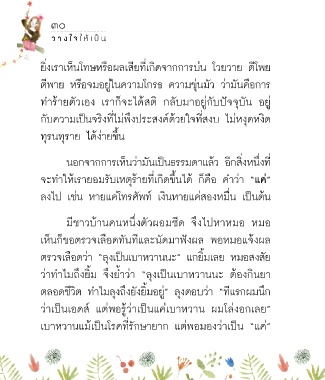 ๓๐
วางใจให้เป็น
ยิ่งเราเห็นโทษหรือผลเสียที่เกิดจากการบ่น โวยวาย ตีโพย
ตีพาย หรือจมอยู่ในความโกรธ ความขุ่นมัว ว่ามันคือการ
ทำร้ายตัวเอง เราก็จะได้สติ กลับมาอยู่กับปัจจุบัน อยู่
กับความเป็นจริงที่ไม่พึงประสงค์ด้วยใจที่สงบ ไม่หงุดหงิด
ทุรนทุราย ได้ง่ายขึ้น
นอกจากการเห็นว่ามันเป็นธรรมดาแล้ว อีกสิ่งหนึ่งที่
จะทำให้เรายอมรับเหตุร้ายที่เกิดขึ้นได้ ก็คือ คำว่า "แค่"
ลงไป เช่น หายแค่โทรศัพท์ เงินหายแค่สองหมื่น เป็นต้น
มีชาวบ้านคนหนึ่งตัวผอมซีด จึงไปหาหมอ หมอ
เห็นก็ขอตรวจเลือดทันทีและนัดมาฟังผล พอหมอแจ้งผล
ตรวจเลือดว่า "ลุงเป็นเบาหวานนะ" แกยิ้มเลย หมอสงสัย
ว่าทำไมถึงยิ้ม จึงย้ำว่า "ลุงเป็นเบาหวานนะ ต้องกินยา
ตลอดชีวิต ทำไมลุงถึงยังยิ้มอยู่" ลุงตอบว่า "ทีแรกผมนึก
ว่าเป็นเอดส์ แต่พอรู้ว่าเป็นแค่เบาหวาน ผมโล่งอกเลย"
เบาหวานแม้เป็นโรคที่รักษายาก แต่พอมองว่าเป็น "แค่"